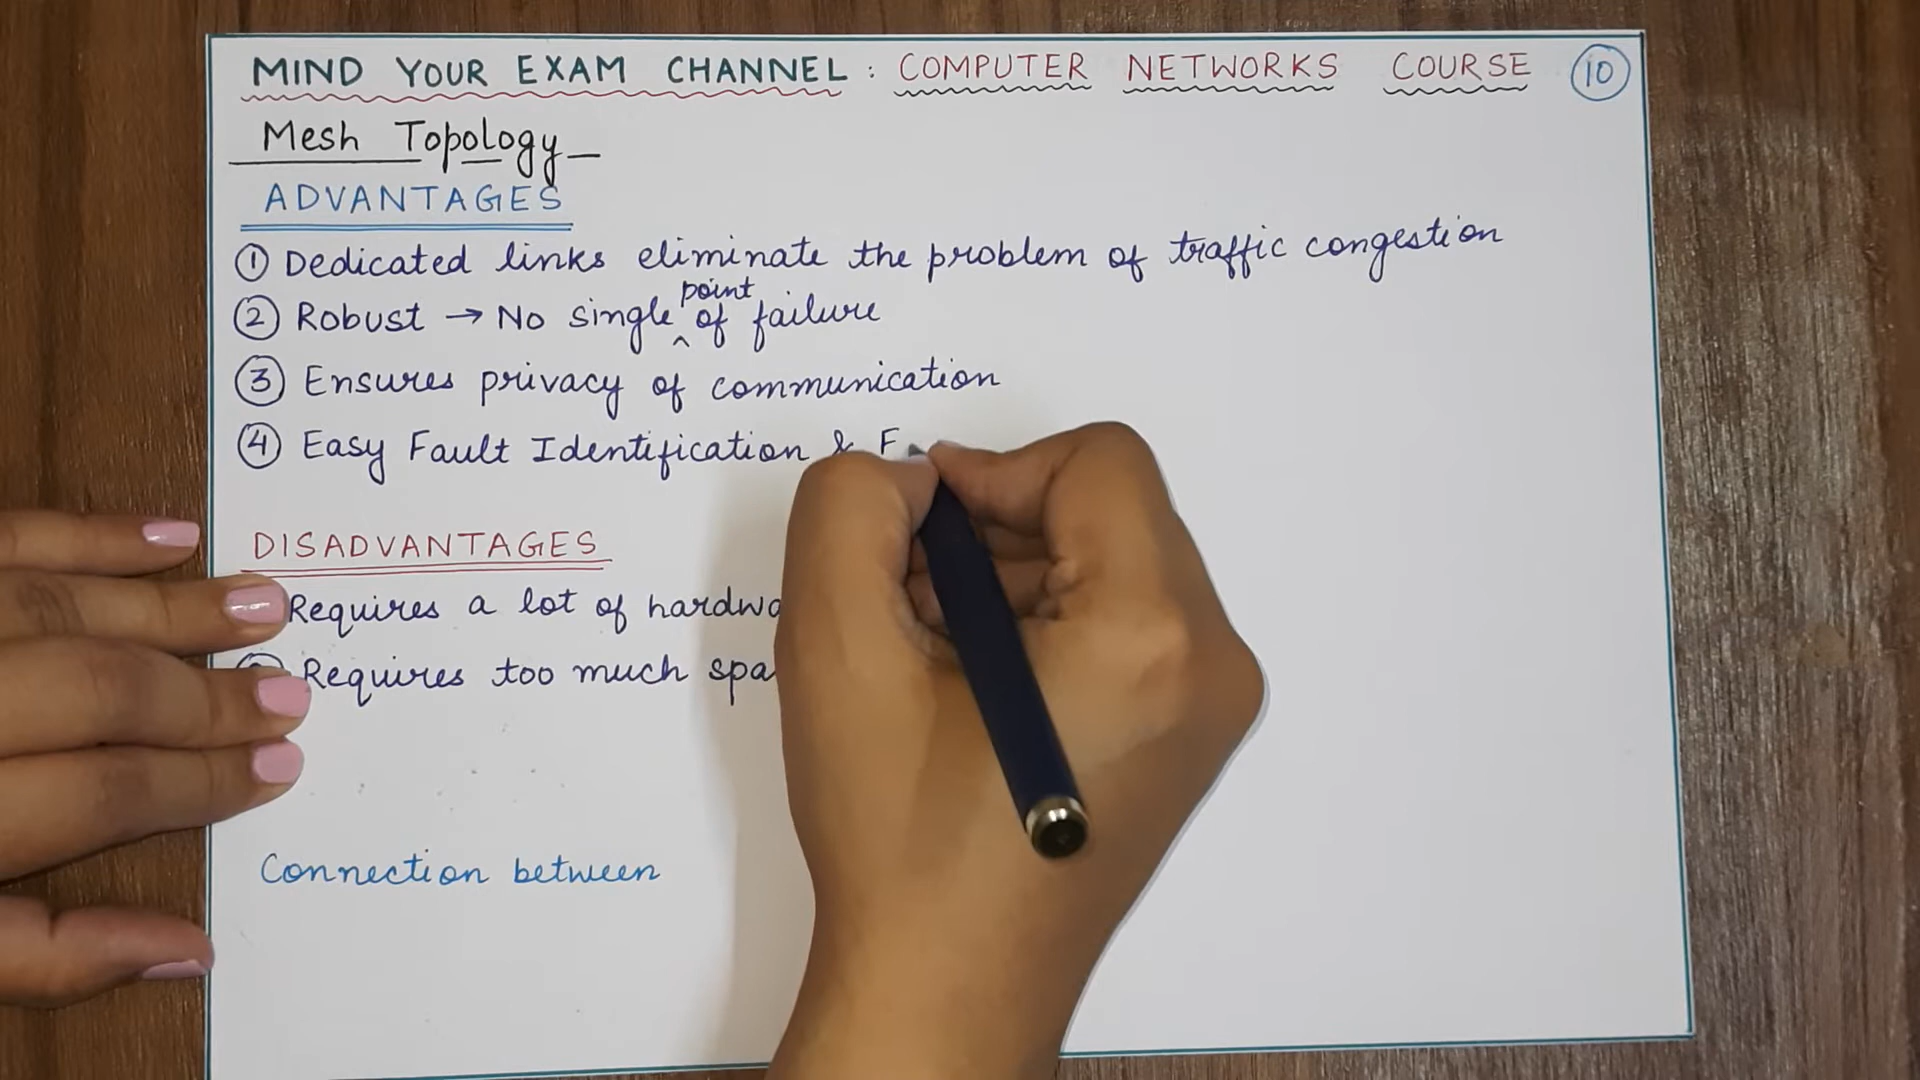 MIND YOUR EXAM CHANNEL : COMPUTER NETWORKS COURSE 10
Mesh Topology
ADVANTAGES
① Dedicated links eliminate the problem of traffic congestion
② Robust → No single point of failure
③ Ensures privacy of communication
④ Easy Fault Identification & F
DISADVANTAGES
Requires a lot of
Requires too much
Connection between